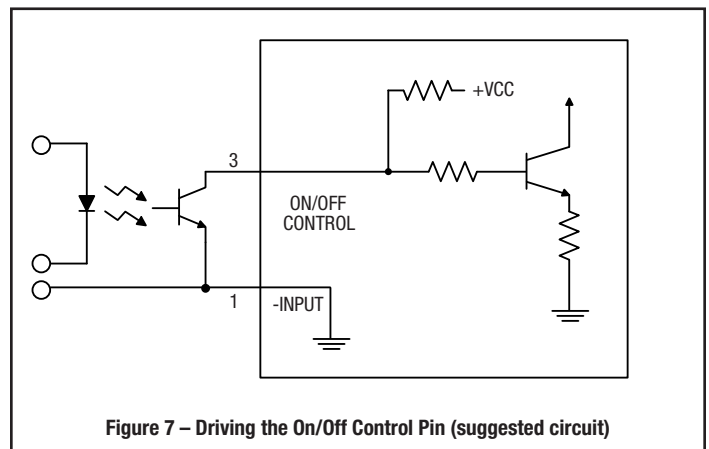 +VCC
3
ON/OFF
CONTROL
1
-INPUT
Figure 7 – Driving the On/Off Control Pin (suggested circuit)